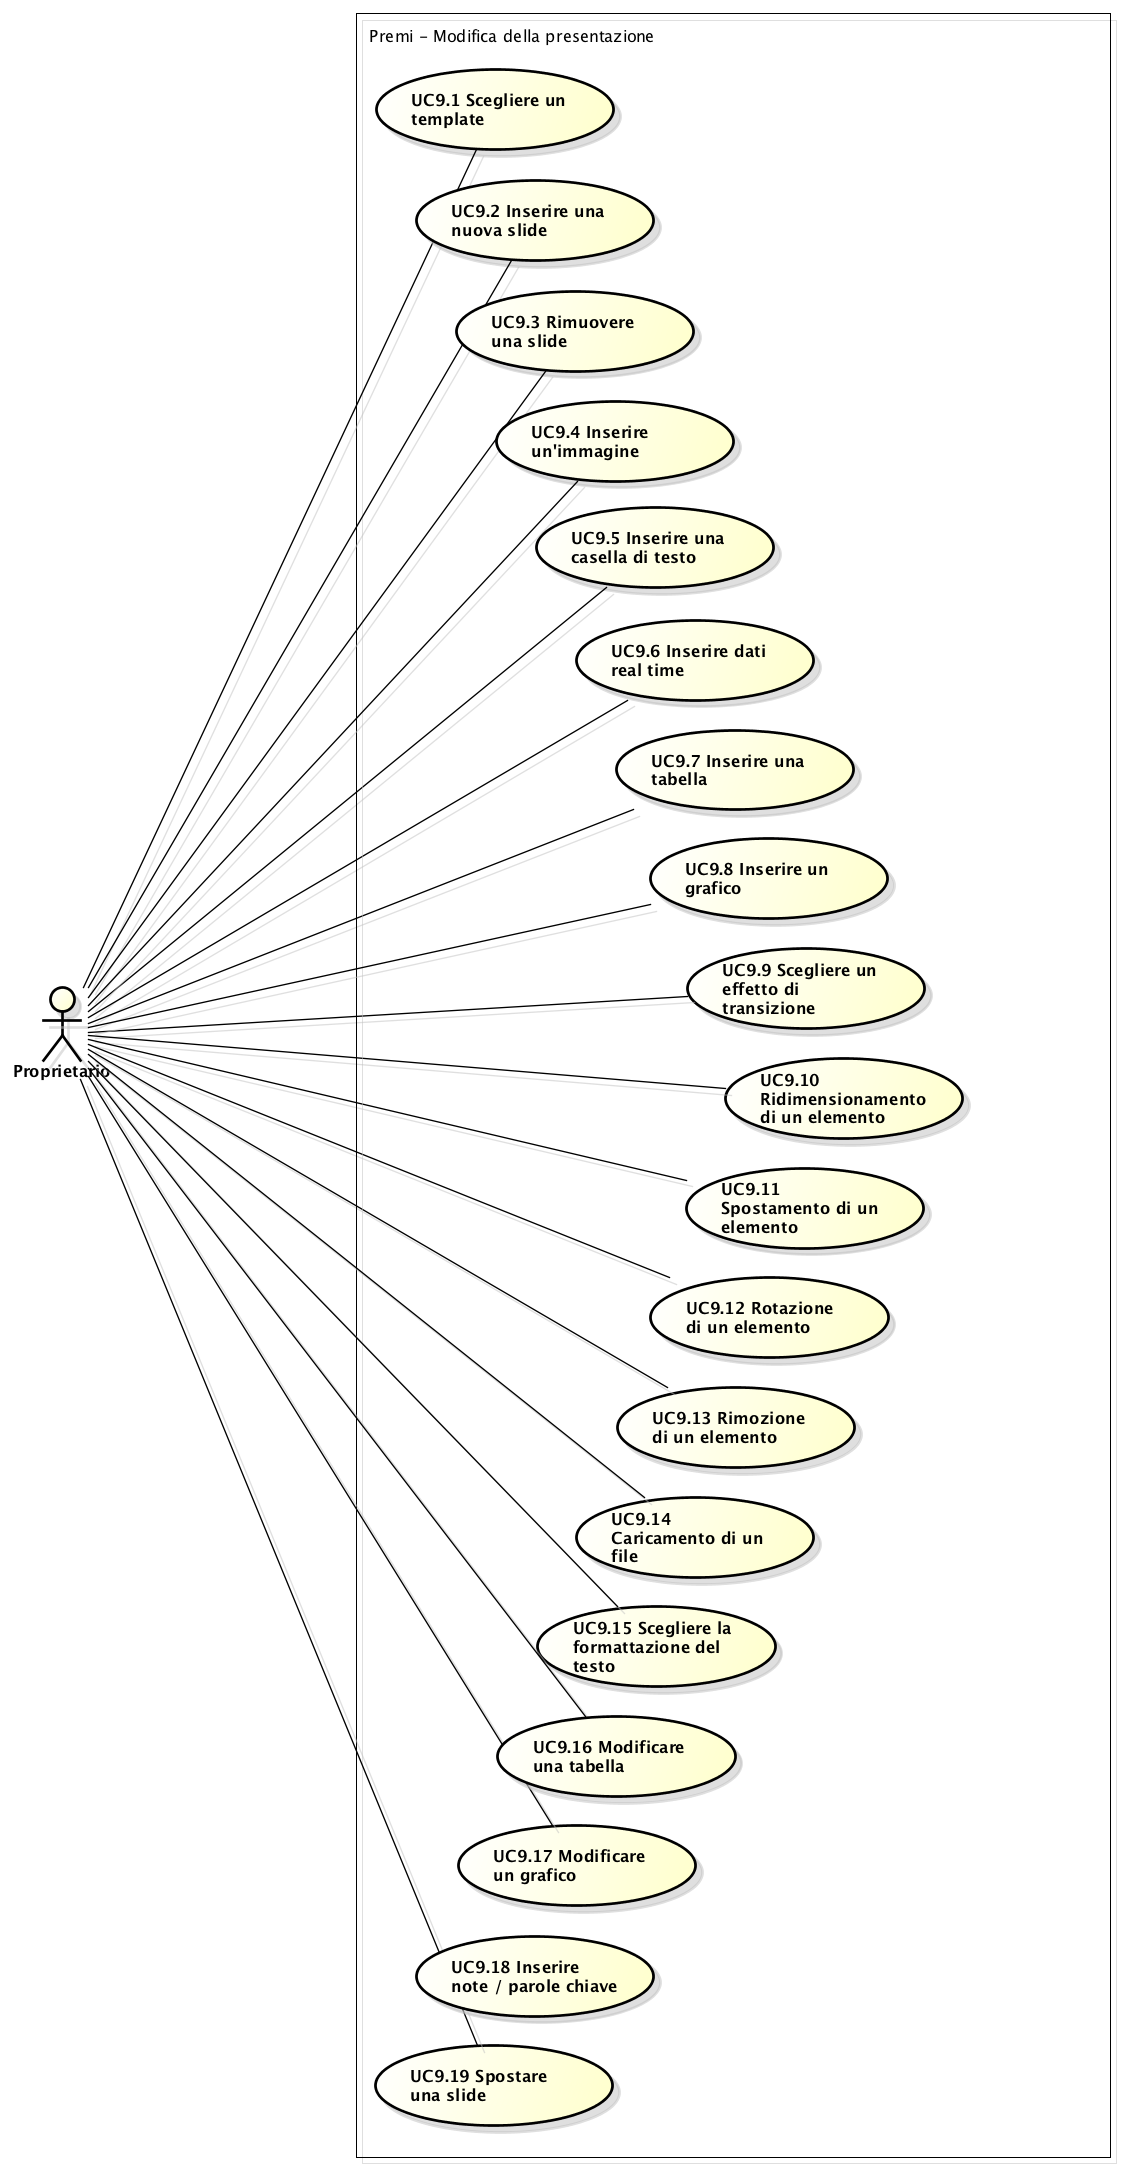 Premi - Modifica della presentazione
UC9.1 Scegliere un
template
UC9.2 Inserire una
nuova slide
UC9.3 Rimuovere
una slide
UC9.4 Inserire
un'immagine
UC9.5 Inserire una
casella di testo
UC9.6 Inserire dati
real time
UC9.7 Inserire una
tabella
UC9.8 Inserire un
grafico
UC9.9 Scegliere un
effetto di
transizione
Proprietario
UC9.10
Ridimensionamento
di un elemento
UC9.11
Spostamento di un
elemento
UC9.12 Rotazione
di un elemento
UC9.13 Rimozione
di un elemento
UC9.14
Caricamento di un
file
UC9.15 Scegliere la
formattazione del
testo
UC9.16 Modificare
una tabella
UC9.17 Modificare
un grafico
UC9.18 Inserire
note / parole chiave
UC9.19 Spostare
una slide